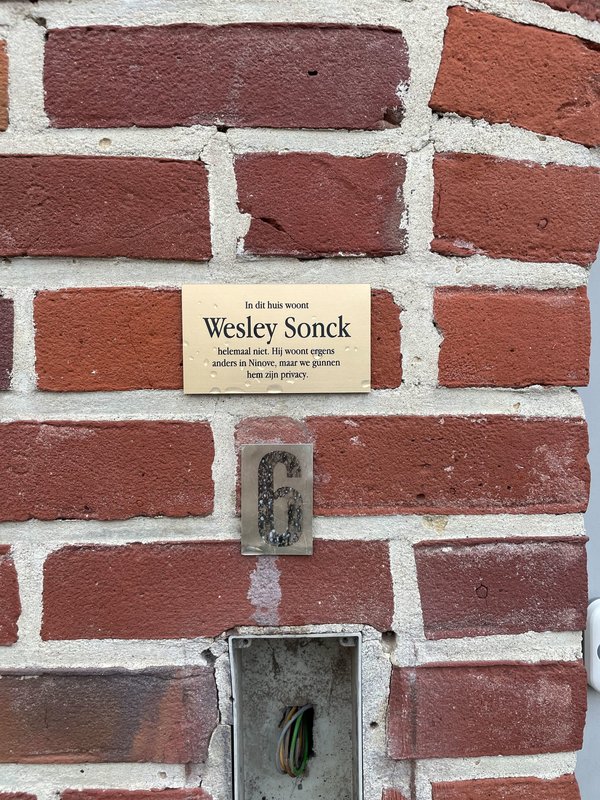 In dit huis woont
Wesley Sonck
helemaal niet. Hij woont ergens
anders in Ninove, maar we gunnen
hem zijn privacy.
6